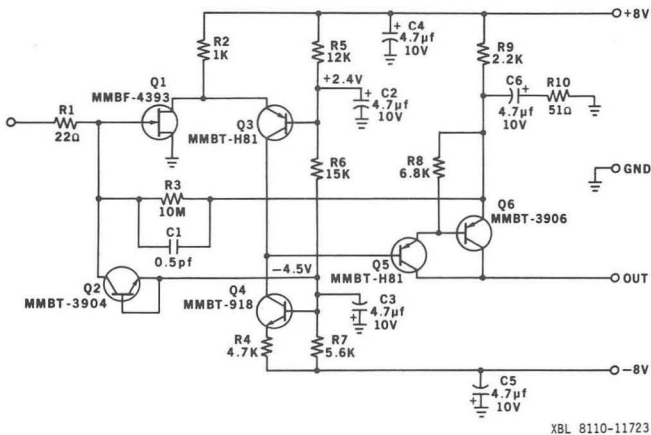 +8V
R2
1K
R5
12K
C4
4.7µf
10V
R9
2.2K
Q1
MMBF-4393
+2.4V
C2
4.7µf
10V
C6
4.7µf
10V
R10
51Ω
R1
22Ω
Q3
MMBT-H81
R6
15K
R8
6.8K
GND
R3
10M
C1
0.5pf
Q6
MMBT-3906
Q2
MMBT-3904
-4.5V
Q5
MMBT-H81
OUT
Q4
MMBT-918
C3
4.7µf
10V
R4
4.7K
R7
5.6K
-8V
C5
4.7µf
10V
XBL 8110-11723